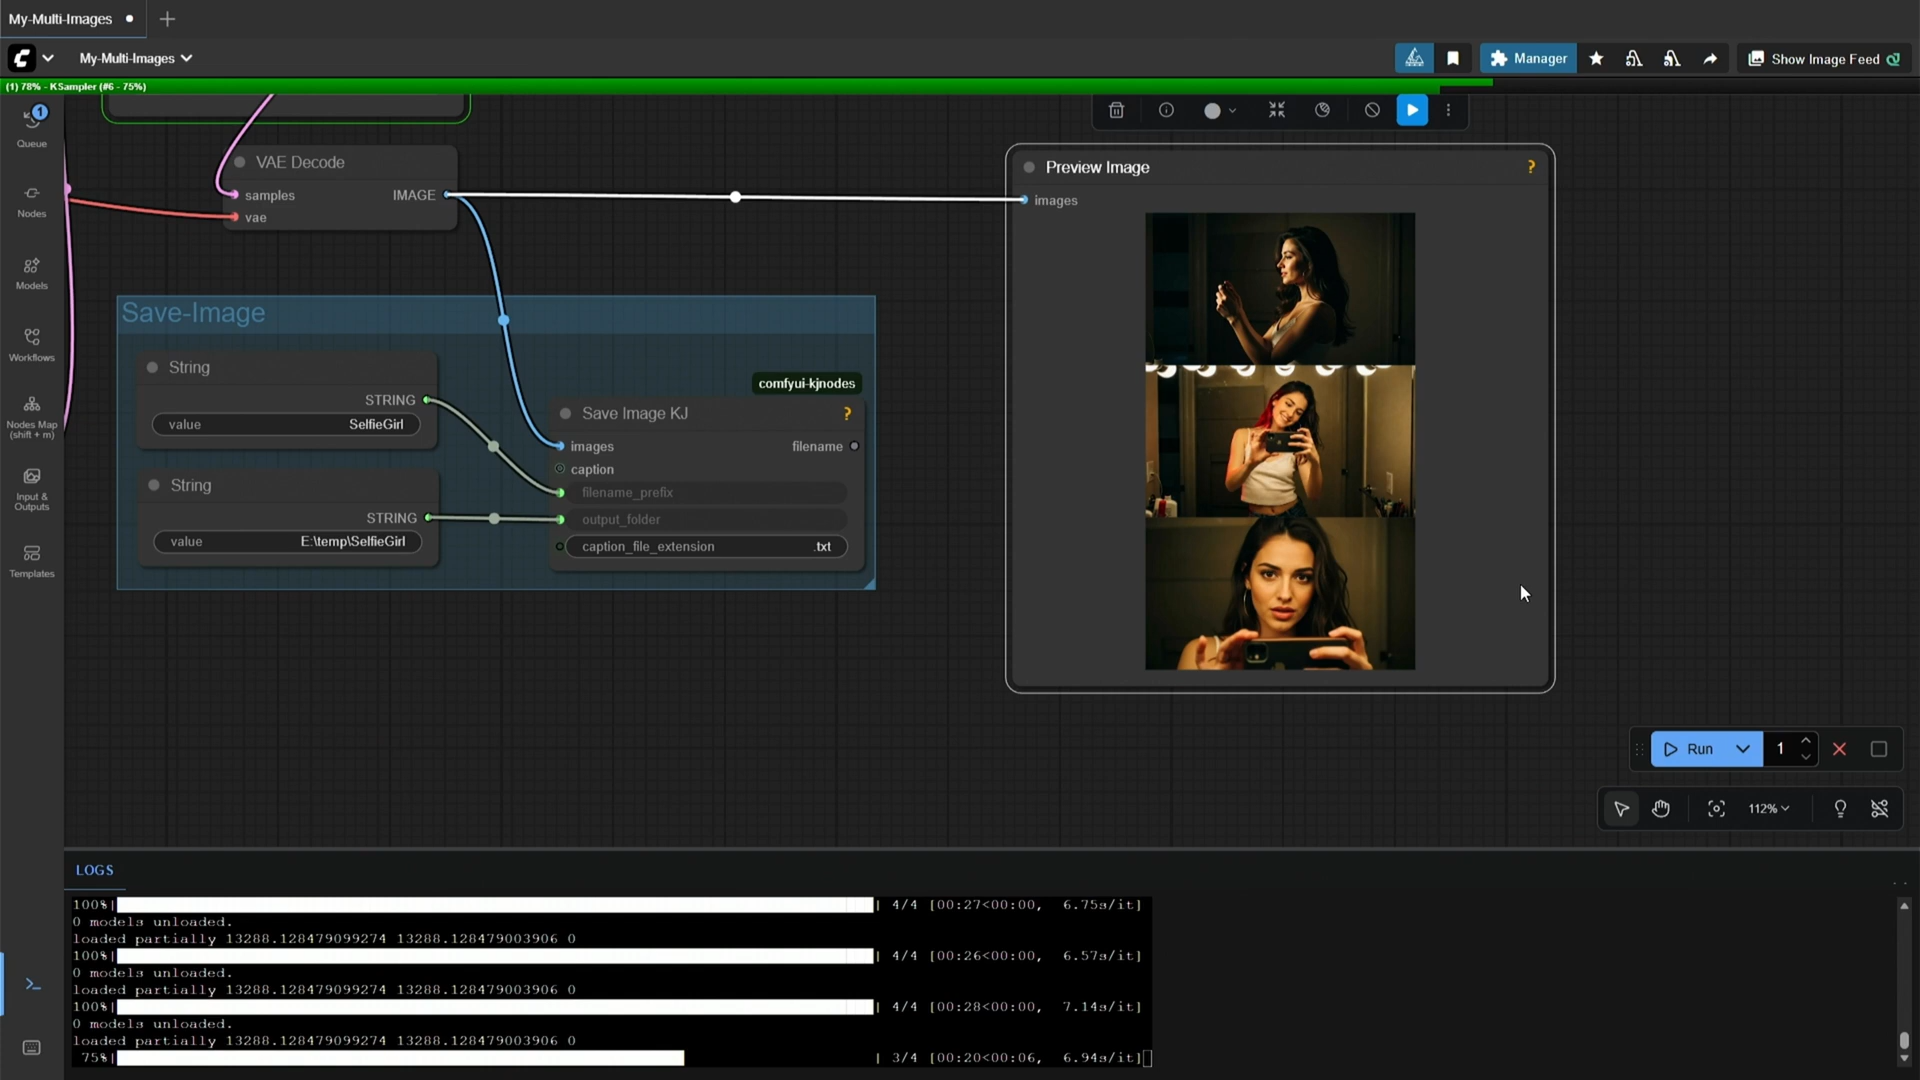 My-Multi-Images
My-Multi-Images
Manager
Show Image Feed
(1) 78% - KSampler (#6 - 75%)
1
Queue
Nodes
Models
Workflows
Nodes Map
(shift + m)
Input &
Outputs
Templates
VAE Decode
samples
IMAGE
vae
Preview Image
?
images
Save-Image
String
STRING
value
SelfieGirl
String
STRING
value
E:\temp\SelfieGirl
comfyui-kjnodes
Save Image KJ
?
images
filename
caption
filename_prefix
output_folder
caption_file_extension
.txt
Run
1
112%
LOGS
100%| | 4/4 [00:27<00:00, 6.75s/it]
0 models unloaded.
loaded partially 13288.128479099274 13288.128479003906 0
100%| | 4/4 [00:26<00:00, 6.57s/it]
0 models unloaded.
loaded partially 13288.128479099274 13288.128479003906 0
100%| | 4/4 [00:28<00:00, 7.14s/it]
0 models unloaded.
loaded partially 13288.128479099274 13288.128479003906 0
75%| | 3/4 [00:20<00:06, 6.94s/it]